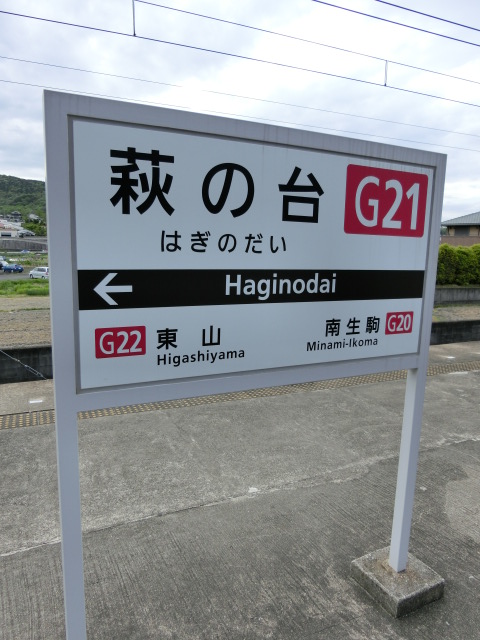 萩の台 G21
はぎのだい
← Haginodai
G22 東山 南生駒 G20
Higashiyama Minami-Ikoma